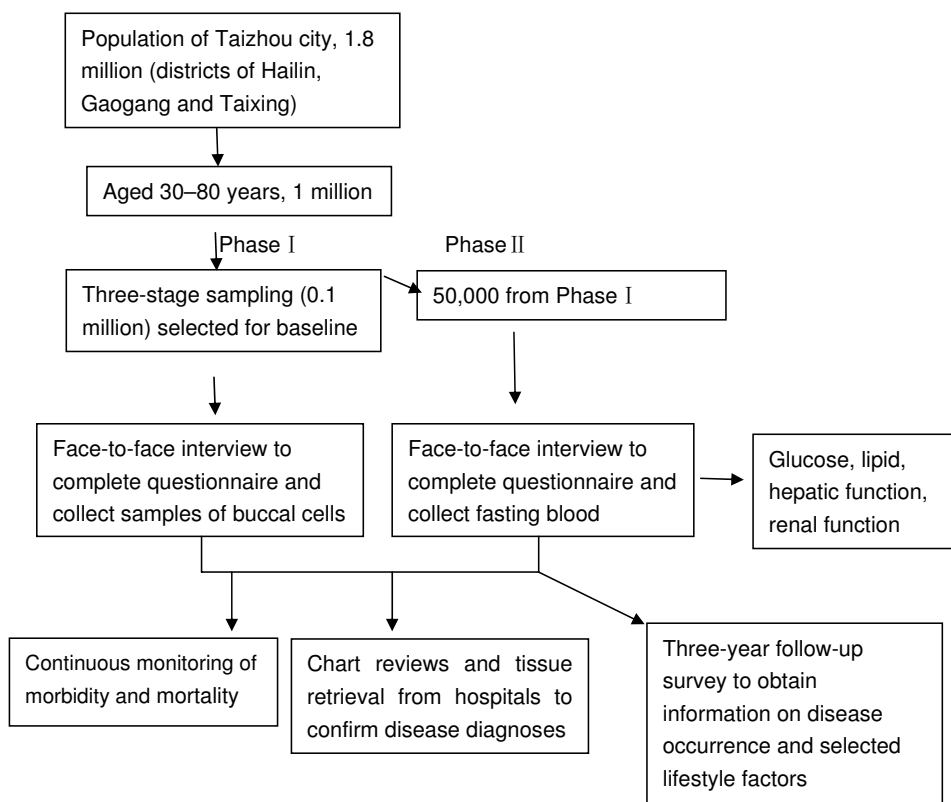 Population of Taizhou city, 1.8
million (districts of Hailin,
Gaogang and Taixing)
Aged 30–80 years, 1 million
Phase Ⅰ
Phase Ⅱ
Three-stage sampling (0.1
million) selected for baseline
50,000 from Phase Ⅰ
Face-to-face interview to
complete questionnaire and
collect samples of buccal cells
Face-to-face interview to
complete questionnaire and
collect fasting blood
Glucose, lipid,
hepatic function,
renal function
Continuous monitoring of
morbidity and mortality
Chart reviews and tissue
retrieval from hospitals to
confirm disease diagnoses
Three-year follow-up
survey to obtain
information on disease
occurrence and selected
lifestyle factors